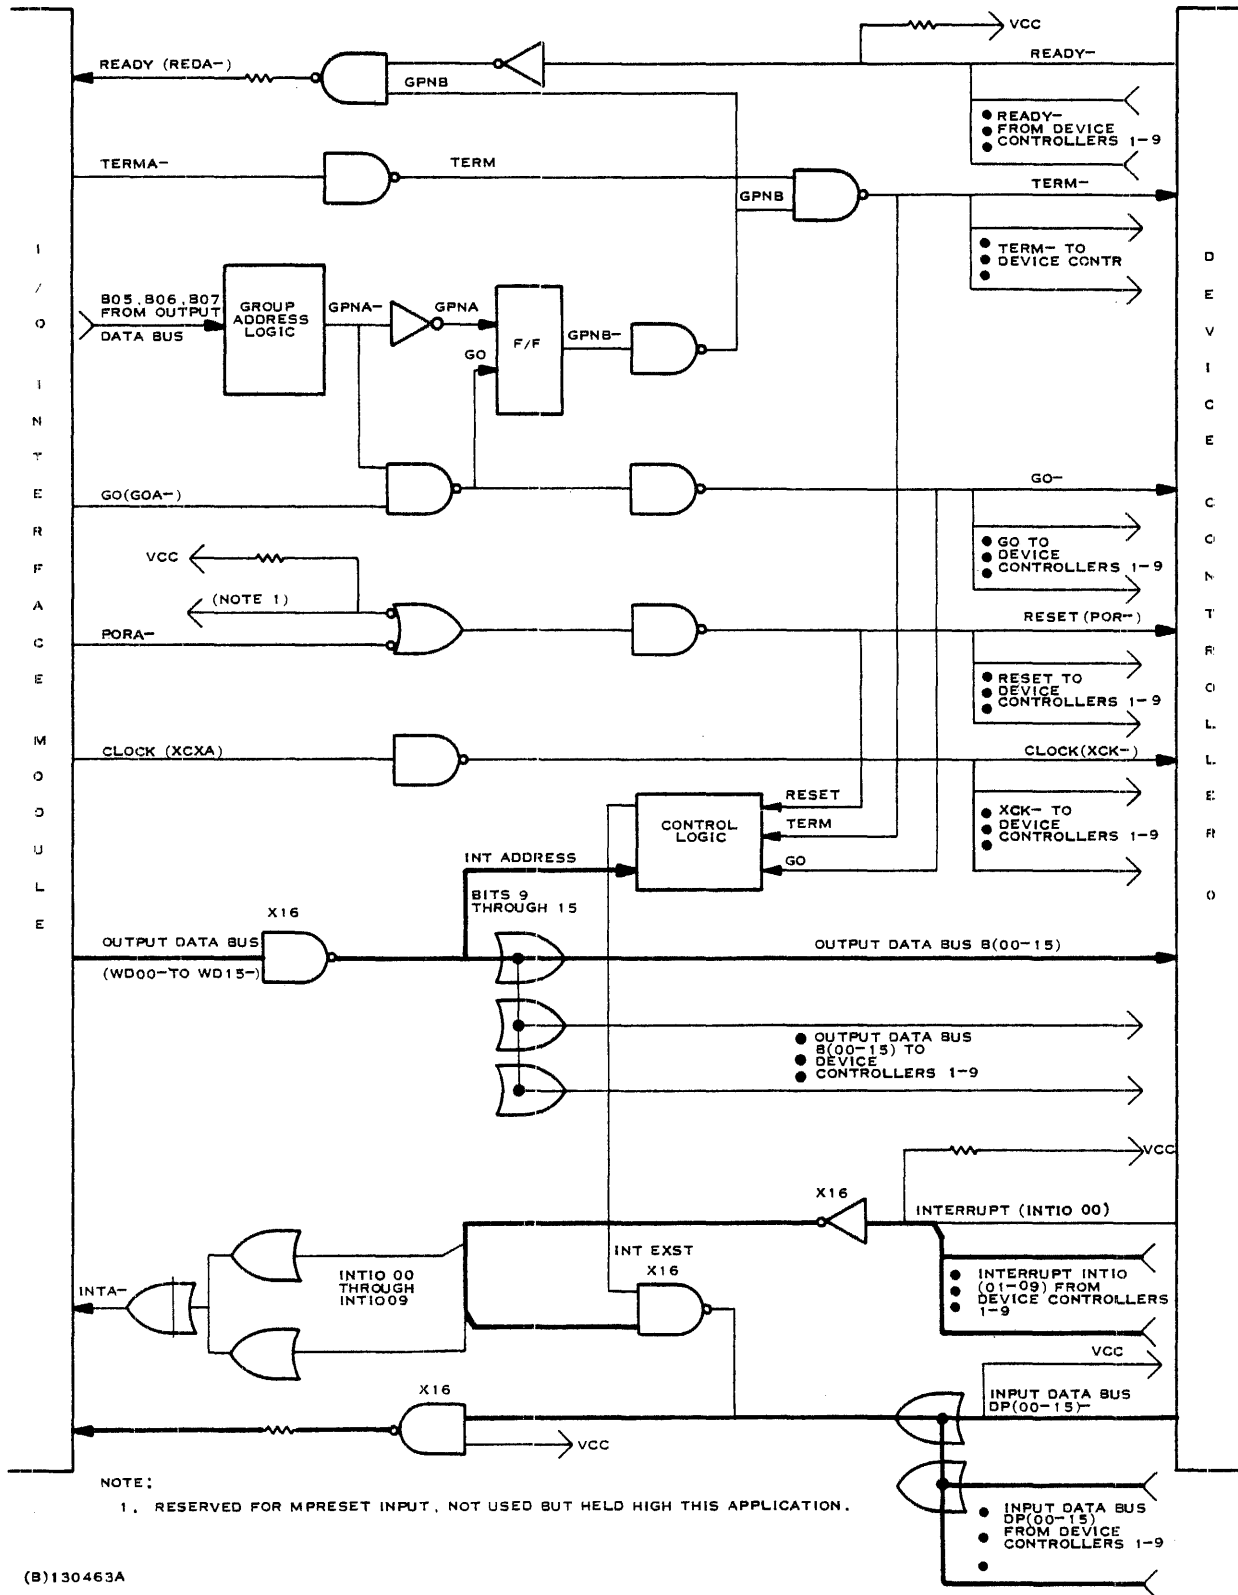 VCC
READY (REDA-)
READY-
GPNB
READY-
FROM DEVICE
CONTROLLERS 1-9
TERMA-
TERM
TERM-
GPNB
TERM- TO
DEVICE CONTR
I/O INTERFACE MODULE
DEVICE CONTROLLER 0
B05, B06, B07
FROM OUTPUT
DATA BUS
GROUP
ADDRESS
LOGIC
GPNA-
GPNA
GO
F/F
GPNB-
GO(GOA-)
GO-
GO TO
DEVICE
CONTROLLERS 1-9
VCC
(NOTE 1)
PORA-
RESET (POR-)
RESET TO
DEVICE
CONTROLLERS 1-9
CLOCK (XCXA)
CLOCK(XCK-)
XCK- TO
DEVICE
CONTROLLERS 1-9
CONTROL
LOGIC
RESET
TERM
GO
INT ADDRESS
BITS 9
THROUGH 15
X16
OUTPUT DATA BUS
(WD00-TO WD15-)
OUTPUT DATA BUS B(00-15)
OUTPUT DATA BUS
B(00-15) TO
DEVICE
CONTROLLERS 1-9
VCC
X16
INTERRUPT (INTIO 00)
INT EXST
X16
INTIO 00
THROUGH
INTIO09
INTA-
INTERRUPT INTIO
(01-09) FROM
DEVICE CONTROLLERS
1-9
VCC
X16
INPUT DATA BUS
DP(00-15)-
VCC
INPUT DATA BUS
DP(00-15)
FROM DEVICE
CONTROLLERS 1-9
NOTE:
1. RESERVED FOR MPRESET INPUT, NOT USED BUT HELD HIGH THIS APPLICATION.
(B)130463A